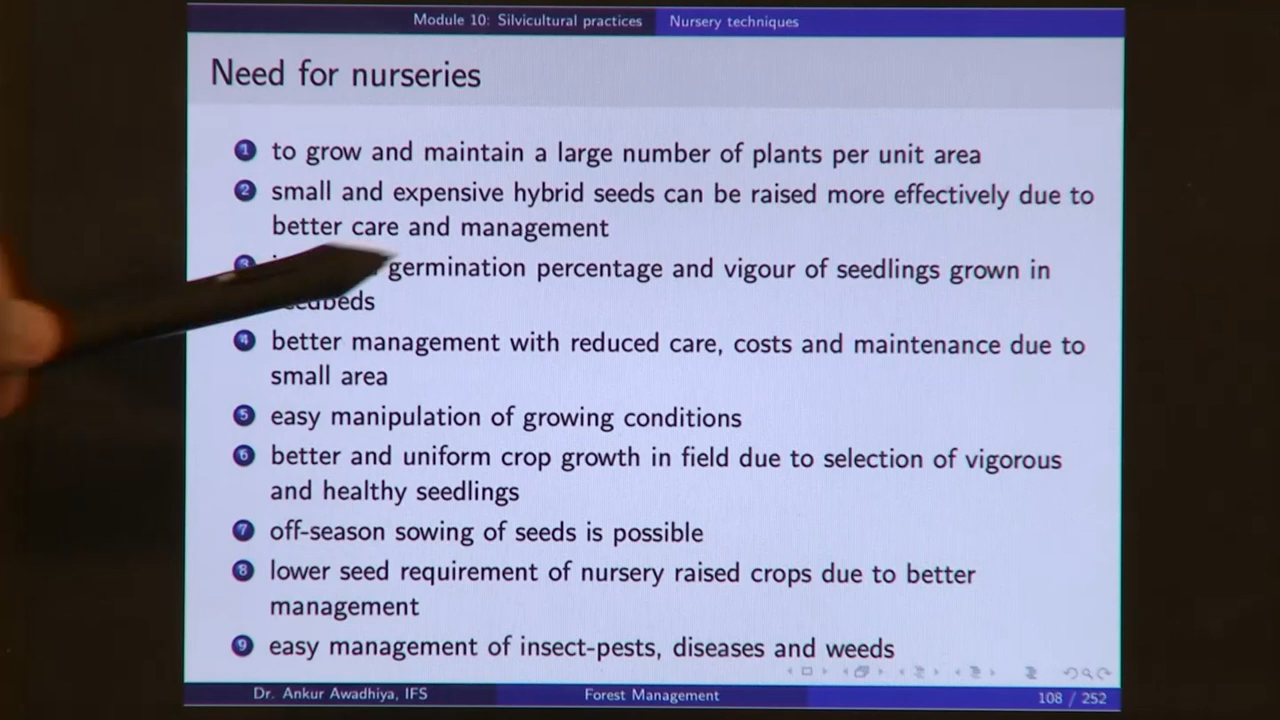 Module 10: Silvicultural practices
Nursery techniques
Need for nurseries
1 to grow and maintain a large number of plants per unit area
2 small and expensive hybrid seeds can be raised more effectively due to
better care and management
3 germination percentage and vigour of seedlings grown in
4 better management with reduced care, costs and maintenance due to
small area
5 easy manipulation of growing conditions
6 better and uniform crop growth in field due to selection of vigorous
and healthy seedlings
7 off-season sowing of seeds is possible
8 lower seed requirement of nursery raised crops due to better
management
9 easy management of insect-pests, diseases and weeds
Dr. Ankur Awadhiya, IFS
Forest Management
108 / 252